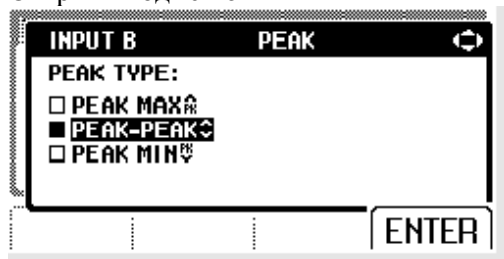 INPUT B PEAK
PEAK TYPE:
□ PEAK MAX
■ PEAK-PEAK
□ PEAK MIN
ENTER